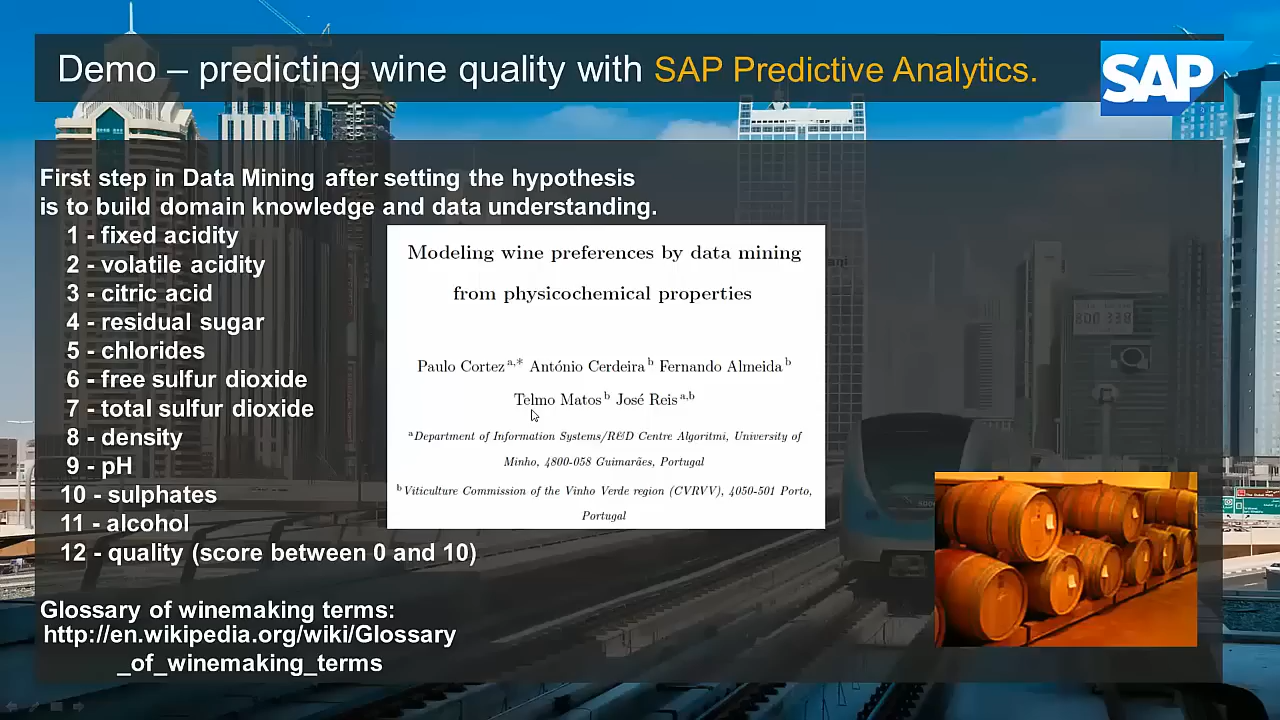 Demo – predicting wine quality with SAP Predictive Analytics.
SAP
First step in Data Mining after setting the hypothesis
is to build domain knowledge and data understanding.
1 - fixed acidity
2 - volatile acidity
3 - citric acid
4 - residual sugar
5 - chlorides
6 - free sulfur dioxide
7 - total sulfur dioxide
8 - density
9 - pH
10 - sulphates
11 - alcohol
12 - quality (score between 0 and 10)
Glossary of winemaking terms:
http://en.wikipedia.org/wiki/Glossary
_of_winemaking_terms
Modeling wine preferences by data mining
from physicochemical properties
Paulo Cortez a,* António Cerdeira b Fernando Almeida b
Telmo Matos b José Reis a,b
a Department of Information Systems/R&D Centre Algoritmi, University of
Minho, 4800-058 Guimarães, Portugal
b Viticulture Commission of the Vinho Verde region (CVRVV), 4050-501 Porto,
Portugal